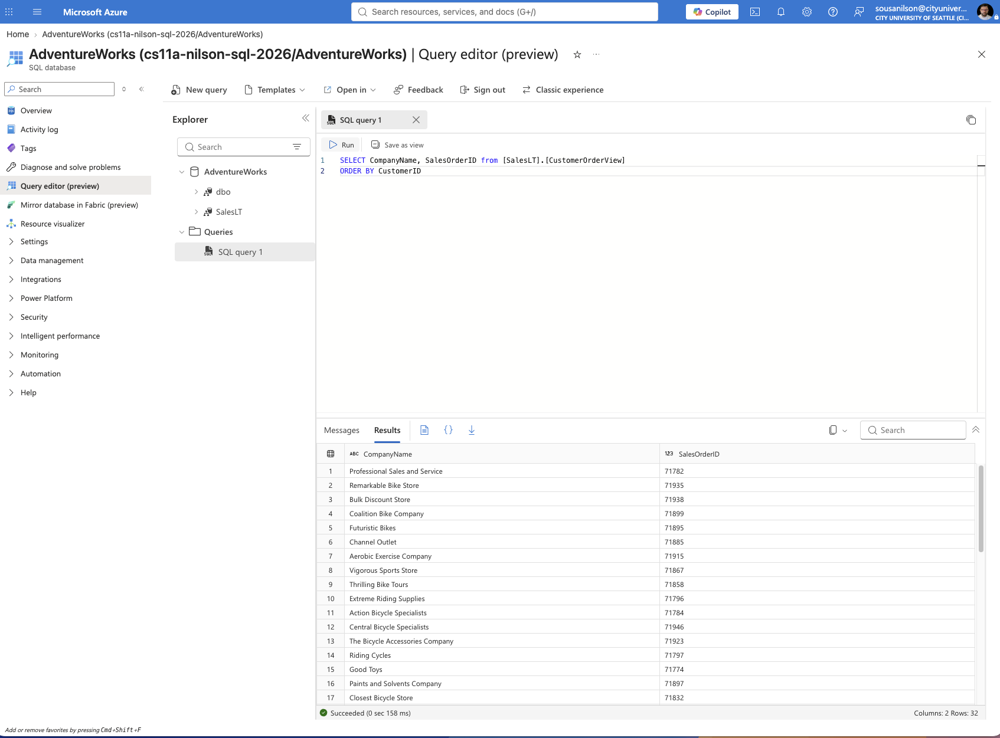 Microsoft Azure
Search resources, services, and docs (G+/)
Copilot
sousanilson@cityuniver...
CITY UNIVERSITY OF SEATTLE (CI...
Home > AdventureWorks (cs11a-nilson-sql-2026/AdventureWorks)
AdventureWorks (cs11a-nilson-sql-2026/AdventureWorks) | Query editor (preview)
SQL database
Search
New query
Templates
Open in
Feedback
Sign out
Classic experience
Overview
Activity log
Tags
Diagnose and solve problems
Query editor (preview)
Mirror database in Fabric (preview)
Resource visualizer
Settings
Data management
Integrations
Power Platform
Security
Intelligent performance
Monitoring
Automation
Help
Explorer
Search
AdventureWorks
dbo
SalesLT
Queries
SQL query 1
SQL query 1
Run
Save as view
1 SELECT CompanyName, SalesOrderID from [SalesLT].[CustomerOrderView]
2 ORDER BY CustomerID
Messages
Results
Search
ABC CompanyName 123 SalesOrderID
1 Professional Sales and Service 71782
2 Remarkable Bike Store 71935
3 Bulk Discount Store 71938
4 Coalition Bike Company 71899
5 Futuristic Bikes 71895
6 Channel Outlet 71885
7 Aerobic Exercise Company 71915
8 Vigorous Sports Store 71867
9 Thrilling Bike Tours 71858
10 Extreme Riding Supplies 71796
11 Action Bicycle Specialists 71784
12 Central Bicycle Specialists 71946
13 The Bicycle Accessories Company 71923
14 Riding Cycles 71797
15 Good Toys 71774
16 Paints and Solvents Company 71897
17 Closest Bicycle Store 71832
Succeeded (0 sec 158 ms)
Columns: 2 Rows: 32
Add or remove favorites by pressing Cmd+Shift+F